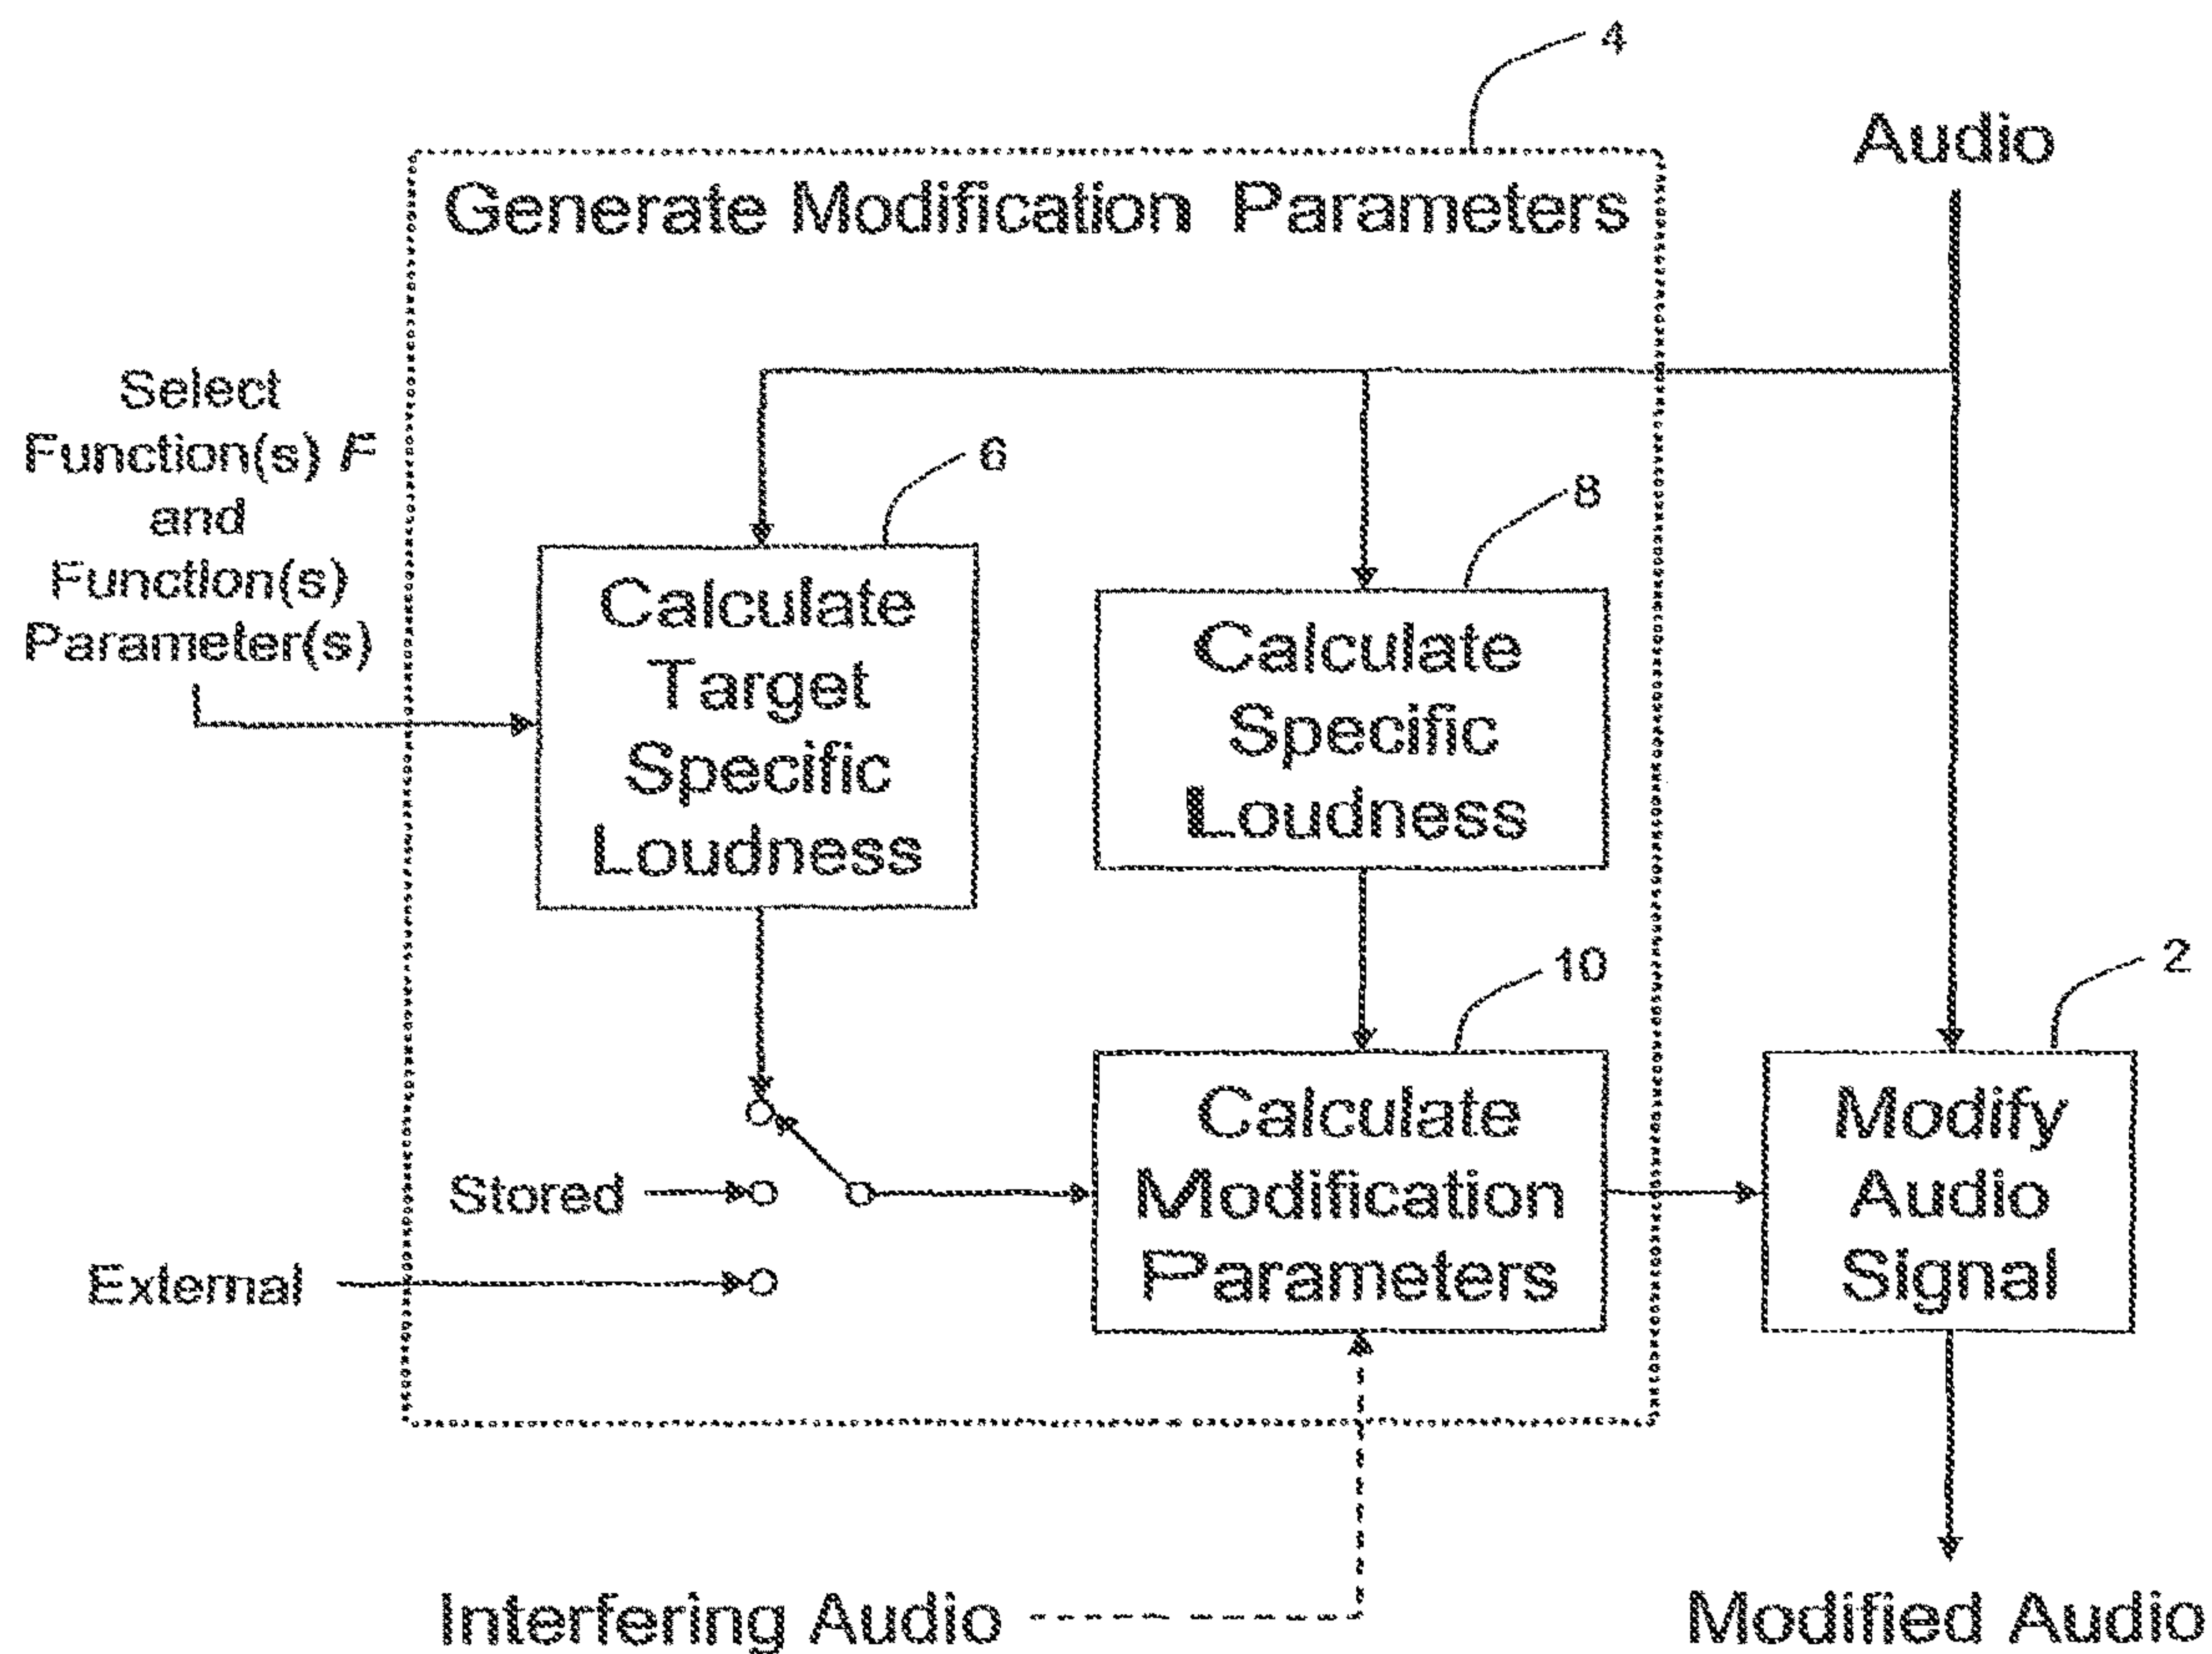 4
Audio
Generate Modification Parameters
Select
Function(s) F
and
Function(s)
Parameter(s)
6
8
Calculate
Target
Specific
Loudness
Calculate
Specific
Loudness
10
2
Calculate
Modification
Parameters
Modify
Audio
Signal
Stored
External
Interfering Audio
Modified Audio